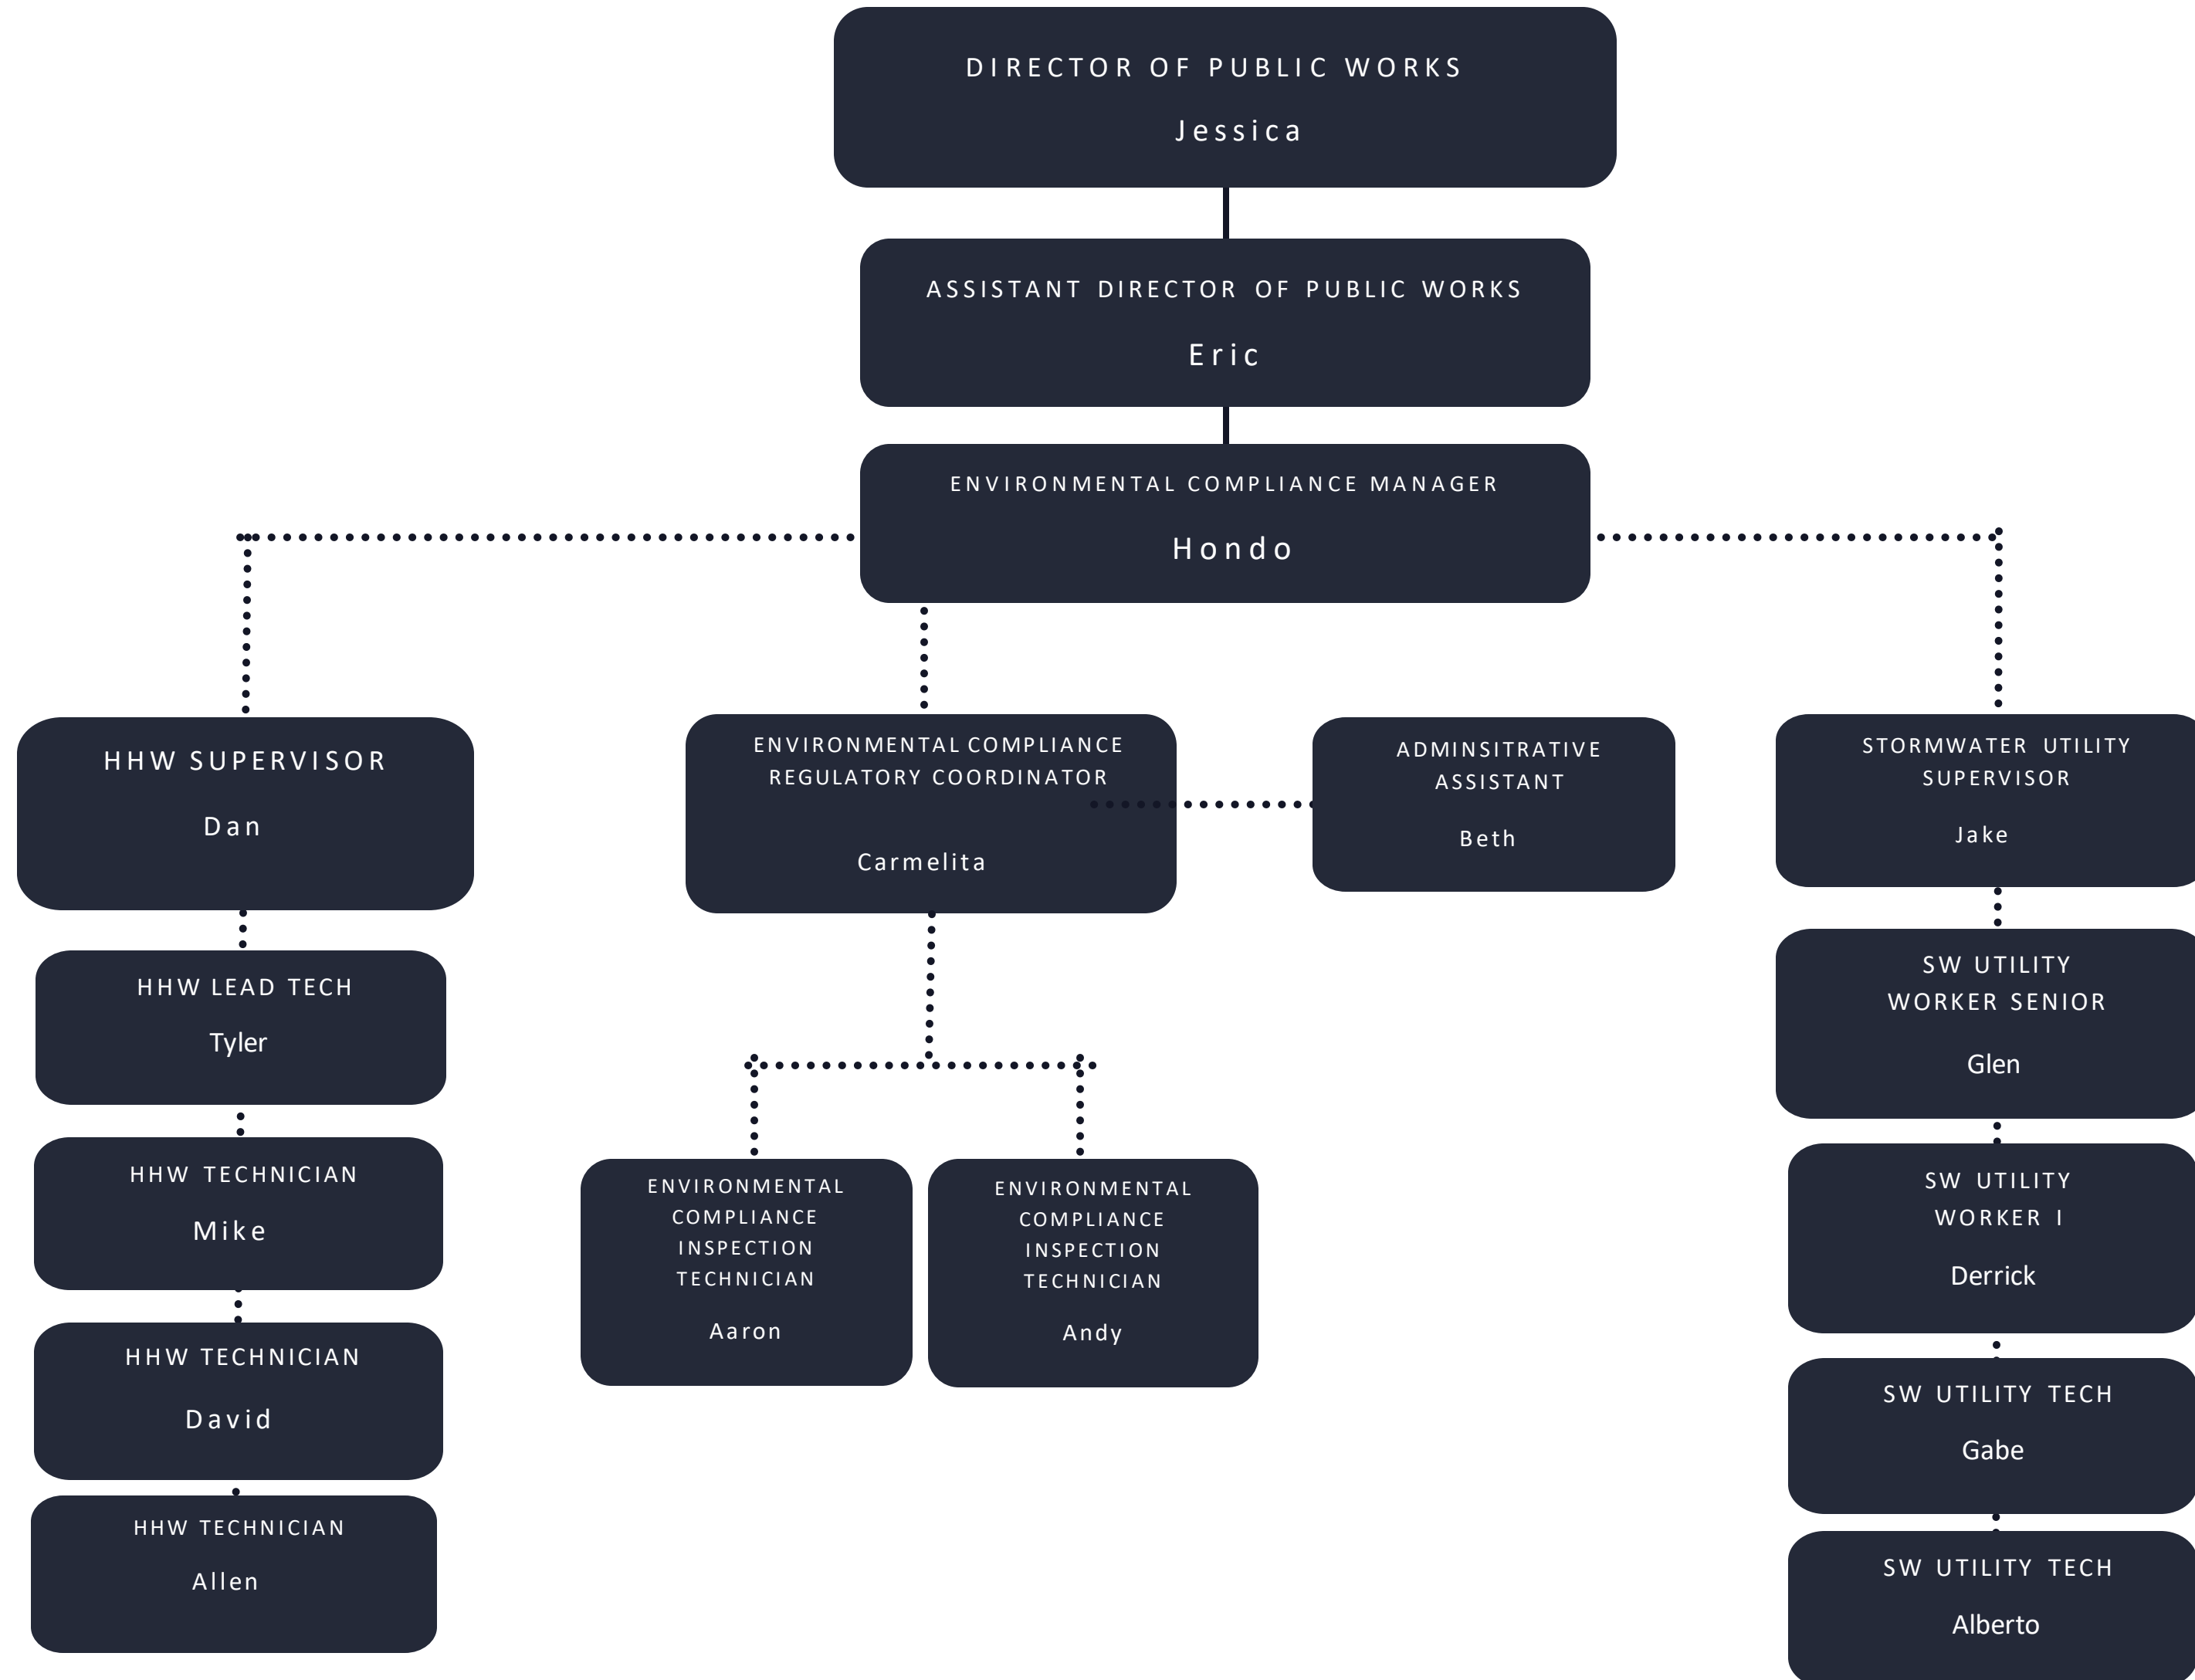 DIRECTOR OF PUBLIC WORKS
Jessica
ASSISTANT DIRECTOR OF PUBLIC WORKS
Eric
ENVIRONMENTAL COMPLIANCE MANAGER
Hondo
HHW SUPERVISOR
Dan
HHW LEAD TECH
Tyler
HHW TECHNICIAN
Mike
HHW TECHNICIAN
David
HHW TECHNICIAN
Allen
ENVIRONMENTAL COMPLIANCE
REGULATORY COORDINATOR
Carmelita
ADMINSITRATIVE
ASSISTANT
Beth
ENVIRONMENTAL
COMPLIANCE
INSPECTION
TECHNICIAN
Aaron
ENVIRONMENTAL
COMPLIANCE
INSPECTION
TECHNICIAN
Andy
STORMWATER UTILITY
SUPERVISOR
Jake
SW UTILITY
WORKER SENIOR
Glen
SW UTILITY
WORKER I
Derrick
SW UTILITY TECH
Gabe
SW UTILITY TECH
Alberto